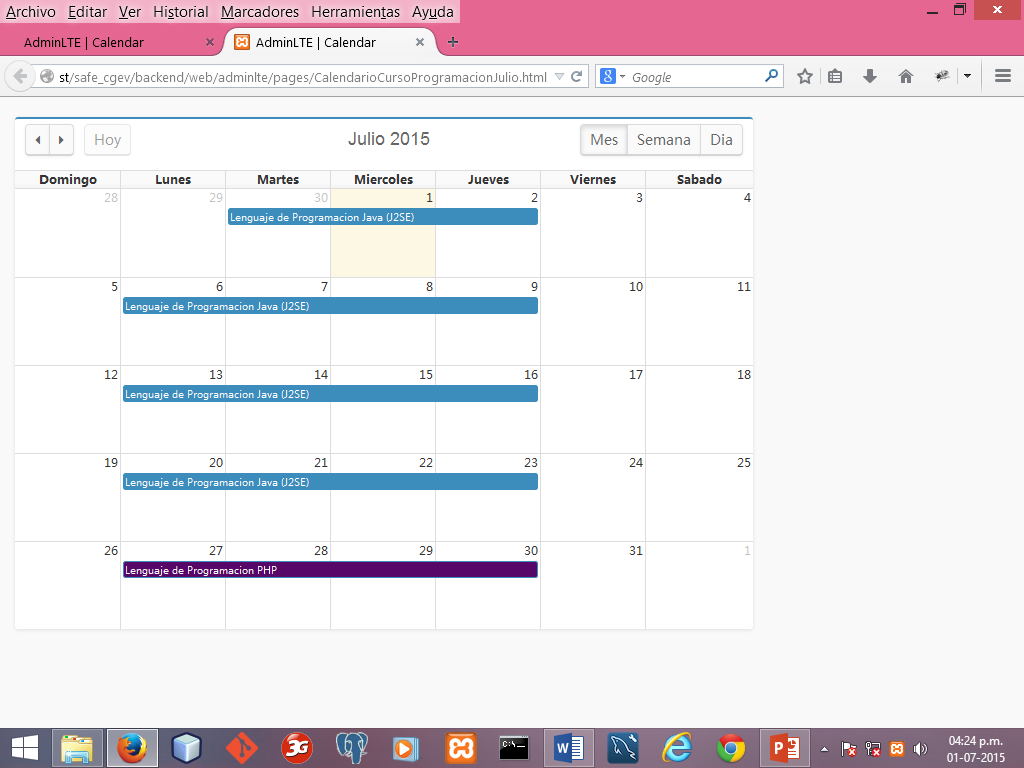 Archivo Editar Ver Historial Marcadores Herramientas Ayuda
AdminLTE | Calendar × AdminLTE | Calendar × +
st/safe_cgev/backend/web/adminlte/pages/CalendarioCursoProgramacionJulio.html 8 Google
Hoy Julio 2015 Mes Semana Dia
Domingo Lunes Martes Miercoles Jueves Viernes Sabado
28 29 30 1 2 3 4
Lenguaje de Programacion Java (J2SE)
5 6 7 8 9 10 11
Lenguaje de Programacion Java (J2SE)
12 13 14 15 16 17 18
Lenguaje de Programacion Java (J2SE)
19 20 21 22 23 24 25
Lenguaje de Programacion Java (J2SE)
26 27 28 29 30 31 1
Lenguaje de Programacion PHP
3G C:\_ 04:24 p.m.
01-07-2015